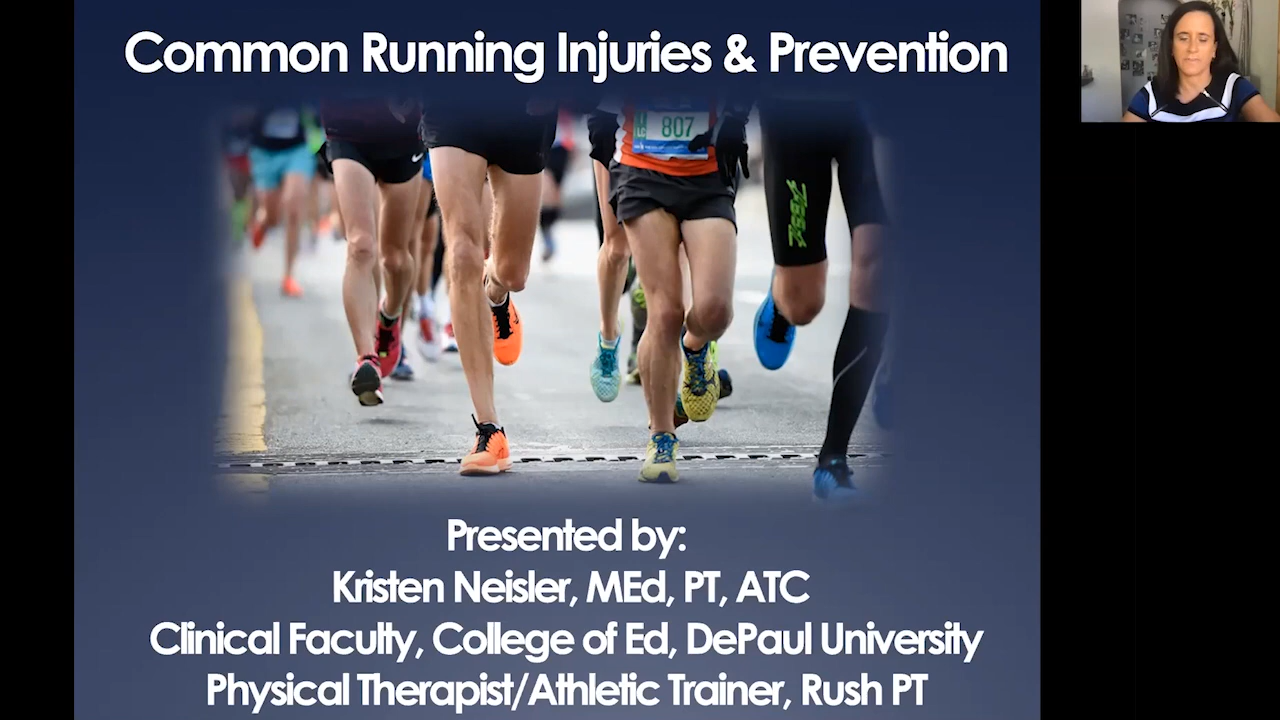 Common Running Injuries & Prevention
807
Presented by:
Kristen Neisler, MEd, PT, ATC
Clinical Faculty, College of Ed, DePaul University
Physical Therapist/Athletic Trainer, Rush PT